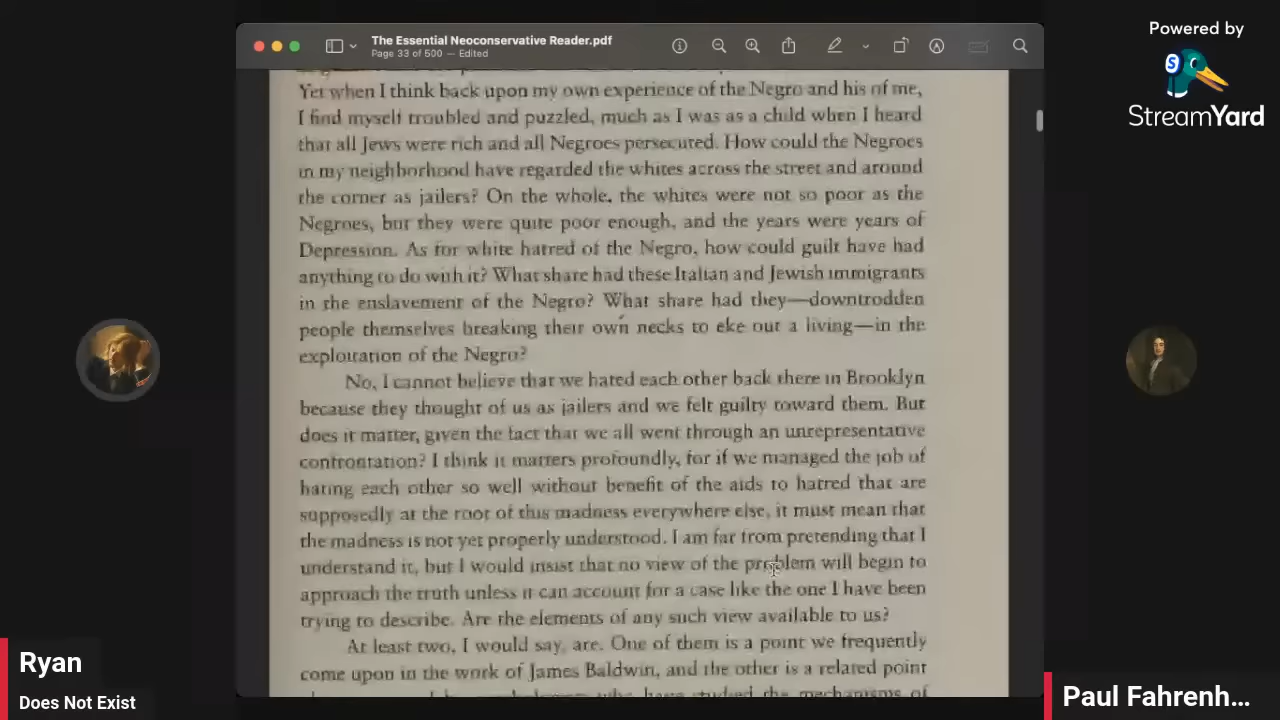 Powered by
StreamYard
The Essential Neoconservative Reader.pdf
Page 33 of 500 — Edited
Yet when I think back upon my own experience of the Negro and his of me,
I find myself troubled and puzzled, much as I was as a child when I heard
that all Jews were rich and all Negroes persecuted. How could the Negroes
in my neighborhood have regarded the whites across the street and around
the corner as jailers? On the whole, the whites were not so poor as the
Negroes, but they were quite poor enough, and the years were years of
Depression. As for white hatred of the Negro, how could guilt have had
anything to do with it? What share had these Italian and Jewish immigrants
in the enslavement of the Negro? What share had they—downtrodden
people themselves breaking their own necks to eke out a living—in the
exploitation of the Negro?
No, I cannot believe that we hated each other back there in Brooklyn
because they thought of us as jailers and we felt guilty toward them. But
does it matter, given the fact that we all went through an unrepresentative
confrontation? I think it matters profoundly, for if we managed the job of
hating each other so well without benefit of the aids to hatred that are
supposedly at the root of this madness everywhere else, it must mean that
the madness is not yet properly understood. I am far from pretending that I
understand it, but I would insist that no view of the problem will begin to
approach the truth unless it can account for a case like the one I have been
trying to describe. Are the elements of any such view available to us?
At least two, I would say, are. One of them is a point we frequently
come upon in the work of James Baldwin, and the other is a related point
have studied the mechanisms of
Ryan
Does Not Exist
Paul Fahrenh...